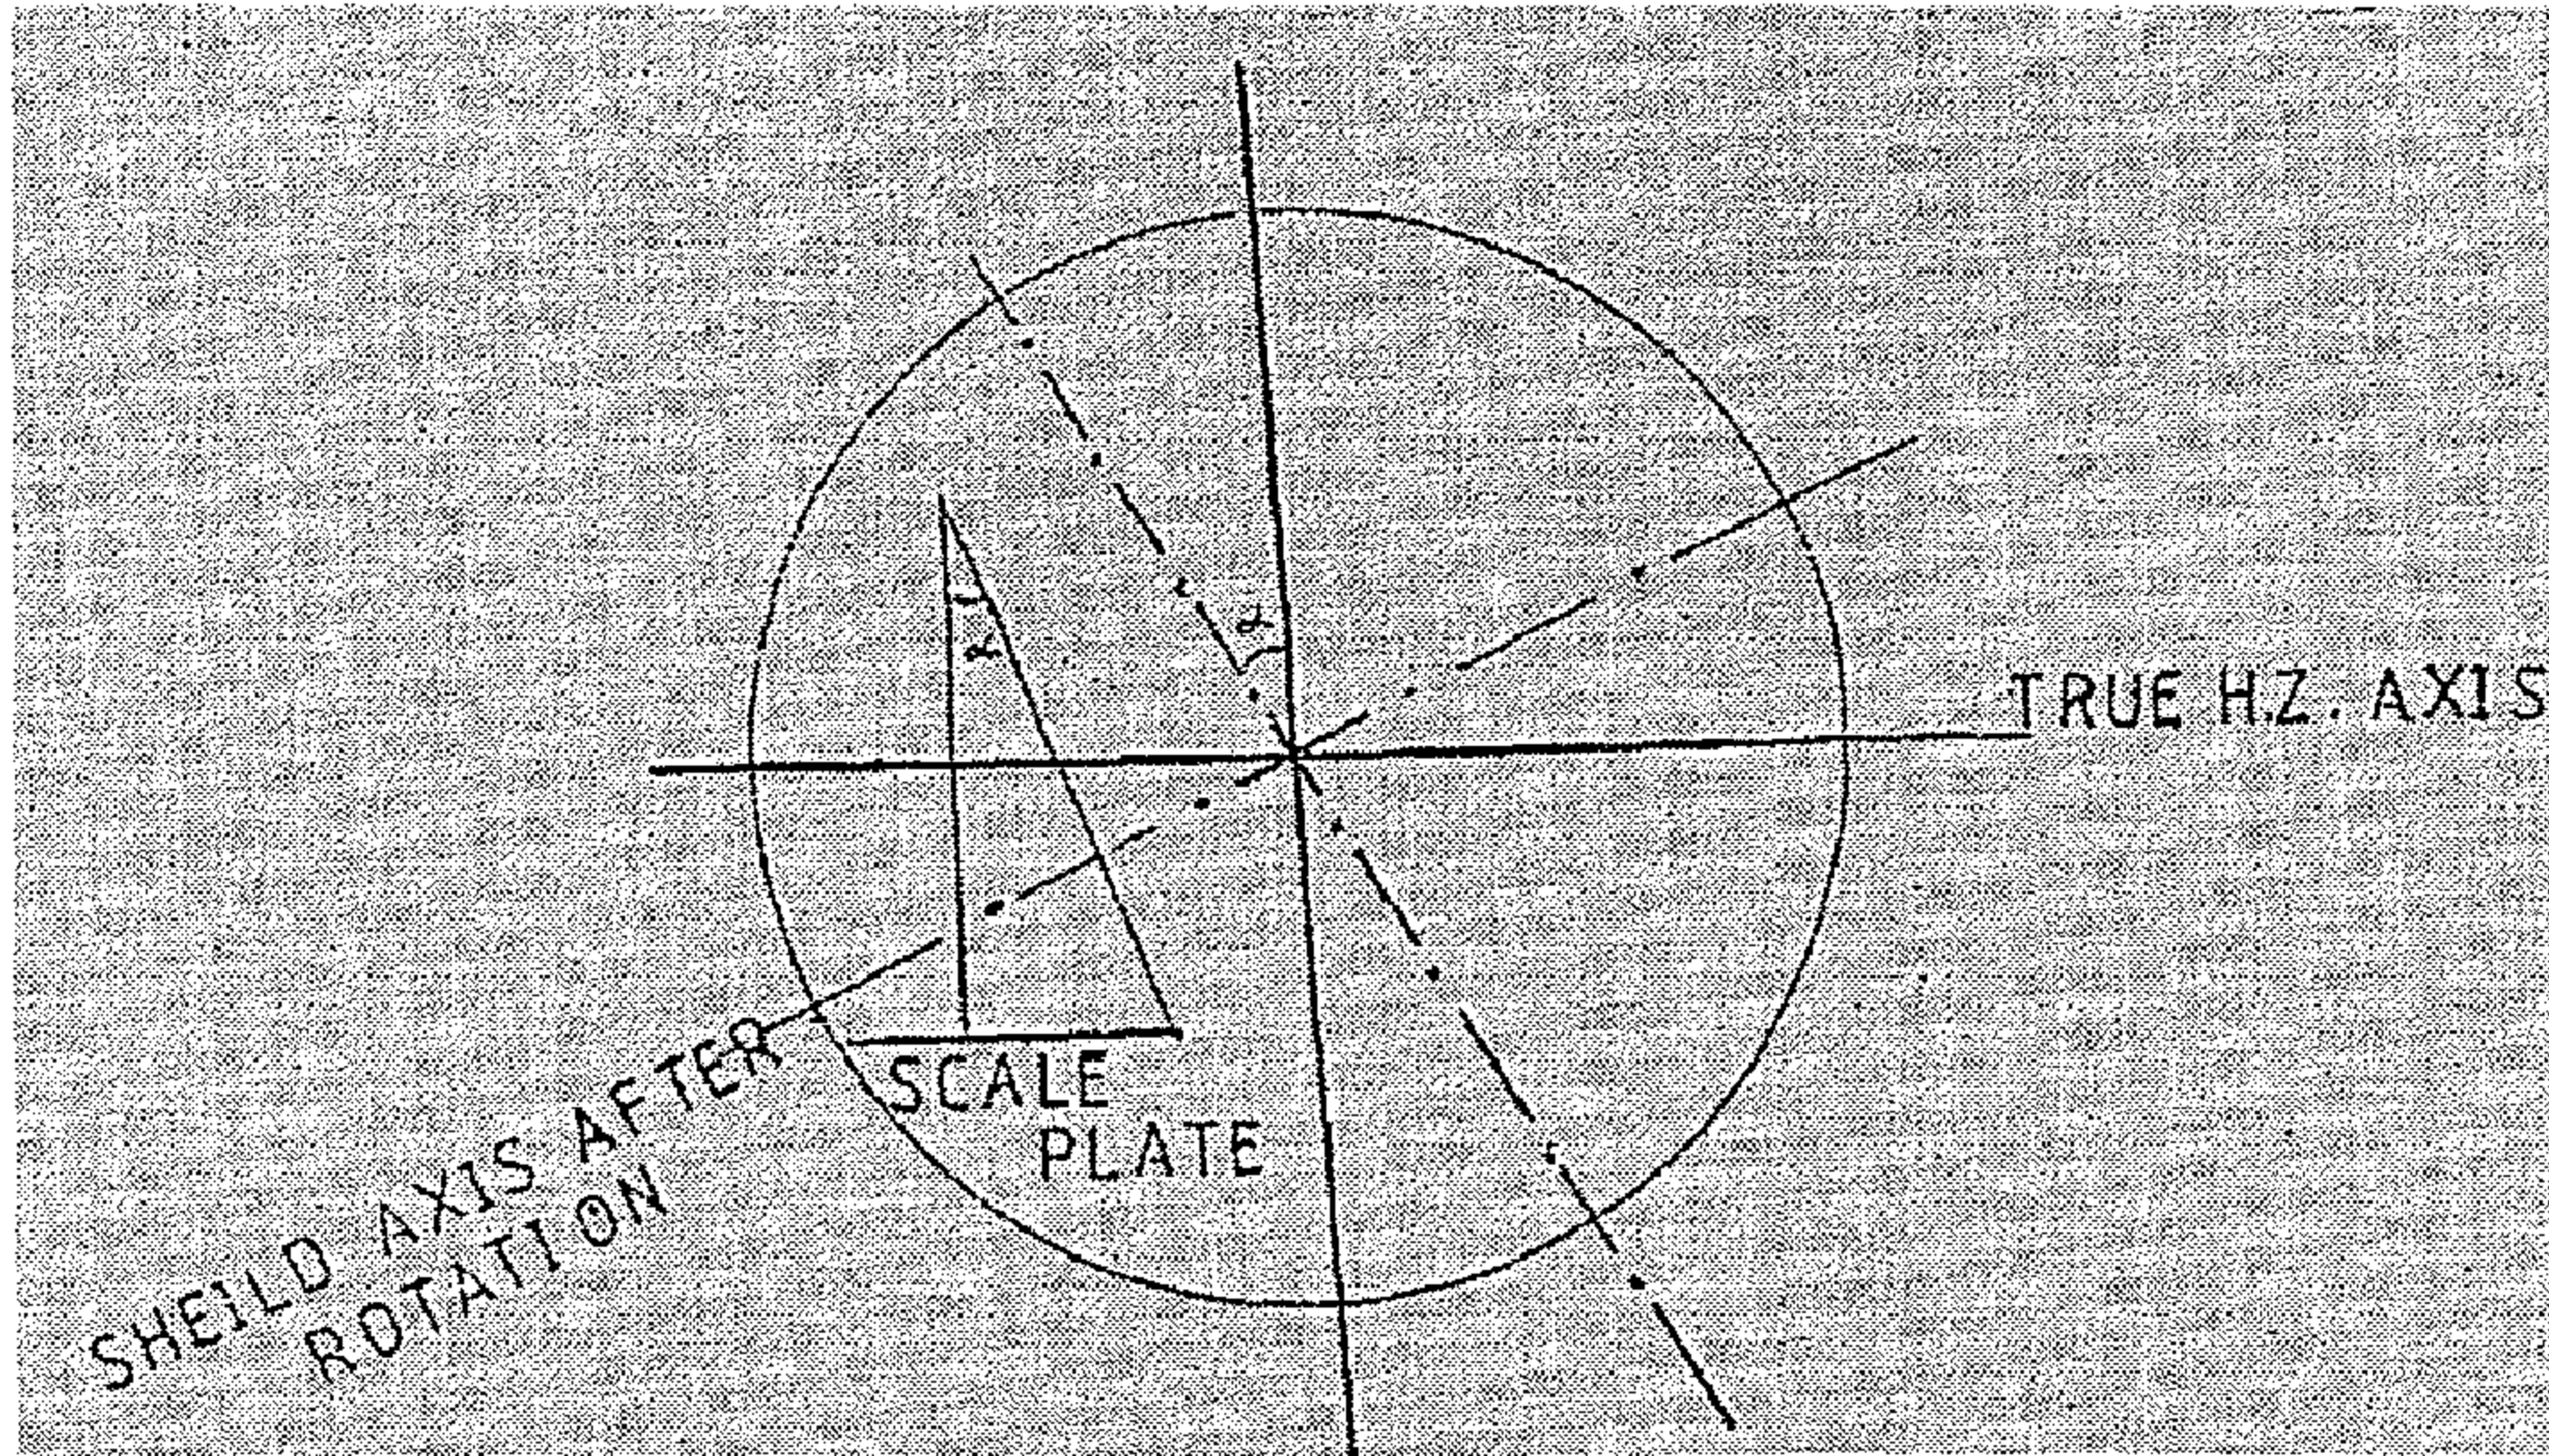 α
α
TRUE H.Z. AXIS
SCALE
PLATE
SHEILD AXIS AFTER
ROTATION